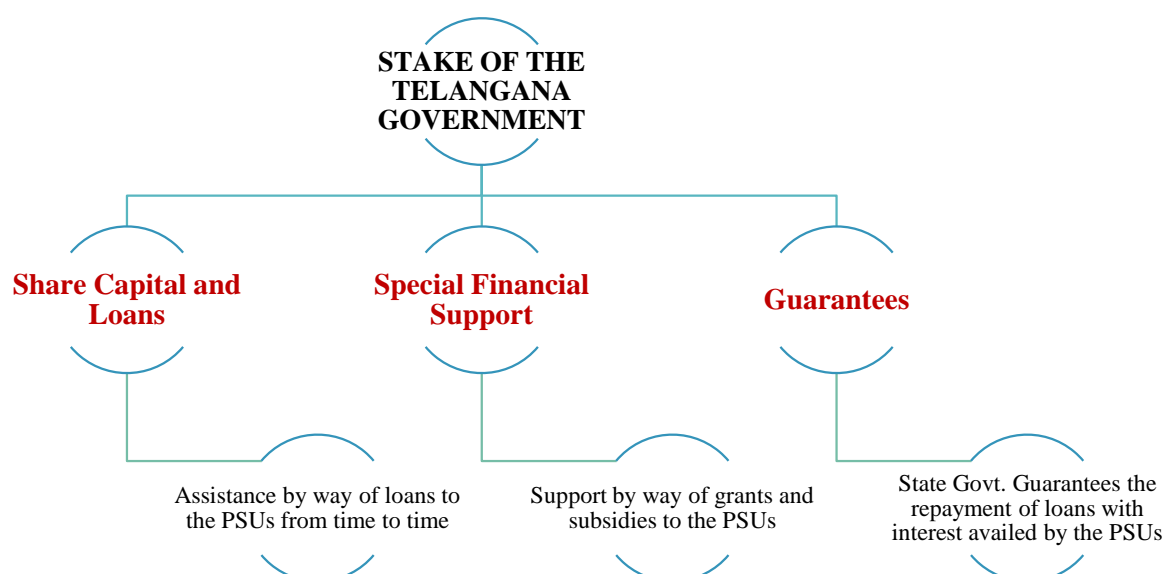 STAKE OF THE
TELANGANA
GOVERNMENT
Share Capital and
Loans
Special Financial
Support
Guarantees
Assistance by way of loans to
the PSUs from time to time
Support by way of grants and
subsidies to the PSUs
State Govt. Guarantees the
repayment of loans with
interest availed by the PSUs